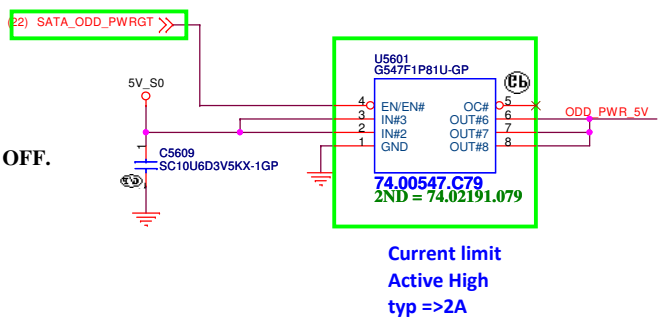 (22) SATA_ODD_PWRGT
U5601
G547F1P81U-GP
5V_S0
4 EN/EN# OC# 5
3 IN#3 OUT#6 6 ODD_PWR_5V
2 IN#2 OUT#7 7
1 GND OUT#8 8
1
C5609
SC10U6D3V5KX-1GP
OFF.
74.00547.C79
2ND = 74.02191.079
Current limit
Active High
typ =>2A